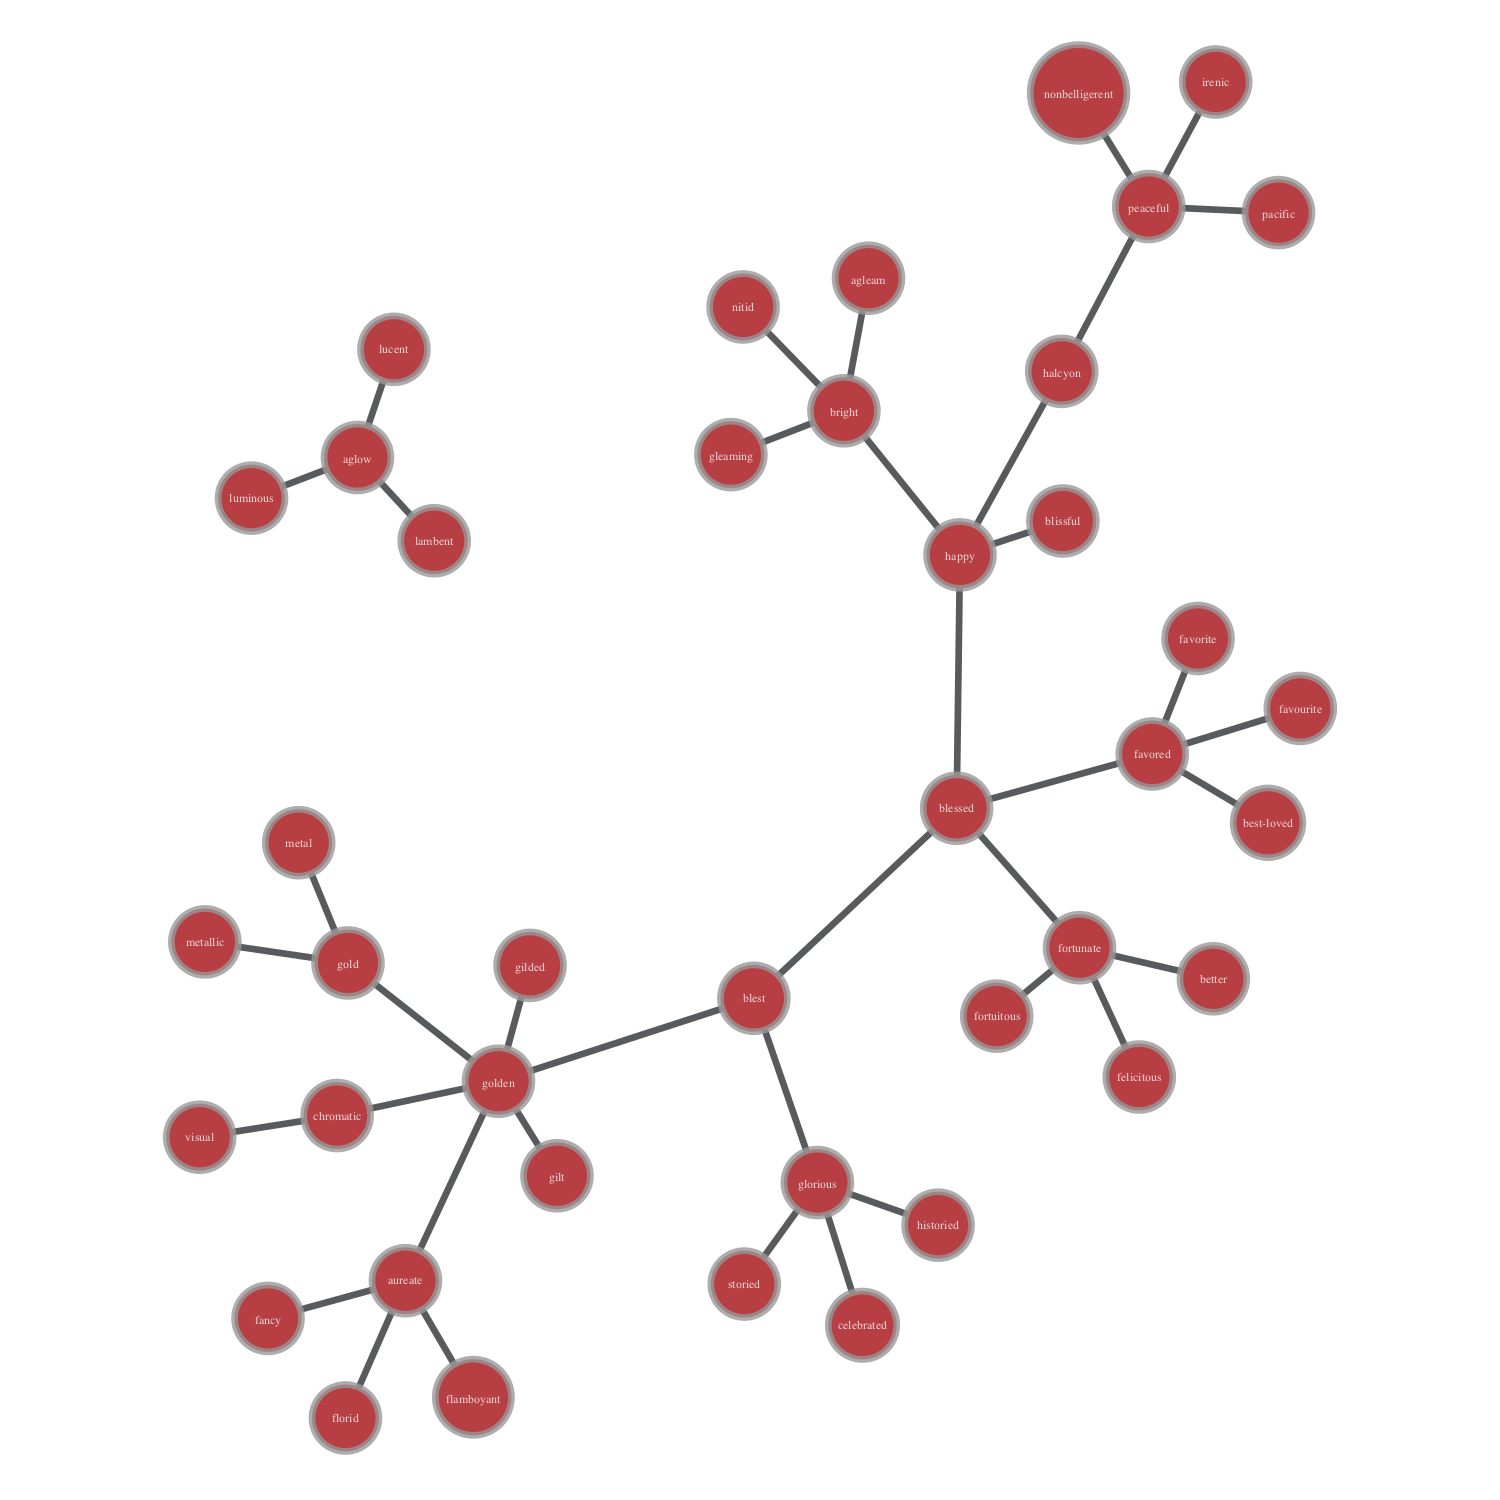 irenic
nonbelligerent
peaceful
pacific
agleam
nitid
lucent
halcyon
bright
gleaming
aglow
luminous
blissful
lambent
happy
favorite
favourite
favored
blessed
best-loved
metal
metallic
fortunate
gold
gilded
better
blest
fortuitous
felicitous
golden
chromatic
visual
gilt
glorious
historied
aureate
storied
fancy
celebrated
flamboyant
florid